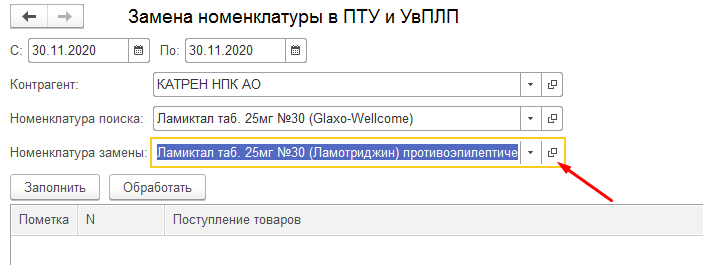 Замена номенклатуры в ПТУ и УвПЛП
С: 30.11.2020 По: 30.11.2020
Контрагент: КАТРЕН НПК АО
Номенклатура поиска: Ламиктал таб. 25мг №30 (Glaxo-Wellcome)
Номенклатура замены: Ламиктал таб. 25мг №30 (Ламотриджин) противоэпилептиче
Заполнить Обработать
Пометка N Поступление товаров